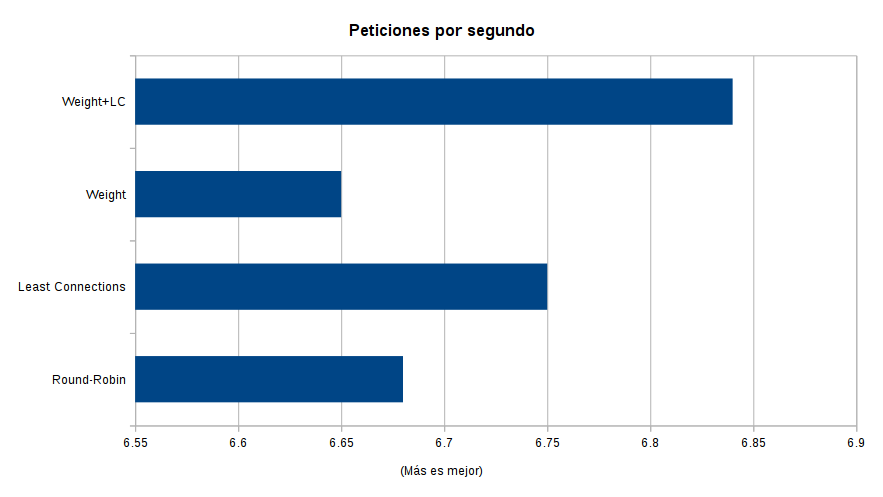 Peticiones por segundo
Weight+LC
Weight
Least Connections
Round-Robin
6.55 6.6 6.65 6.7 6.75 6.8 6.85 6.9
(Más es mejor)